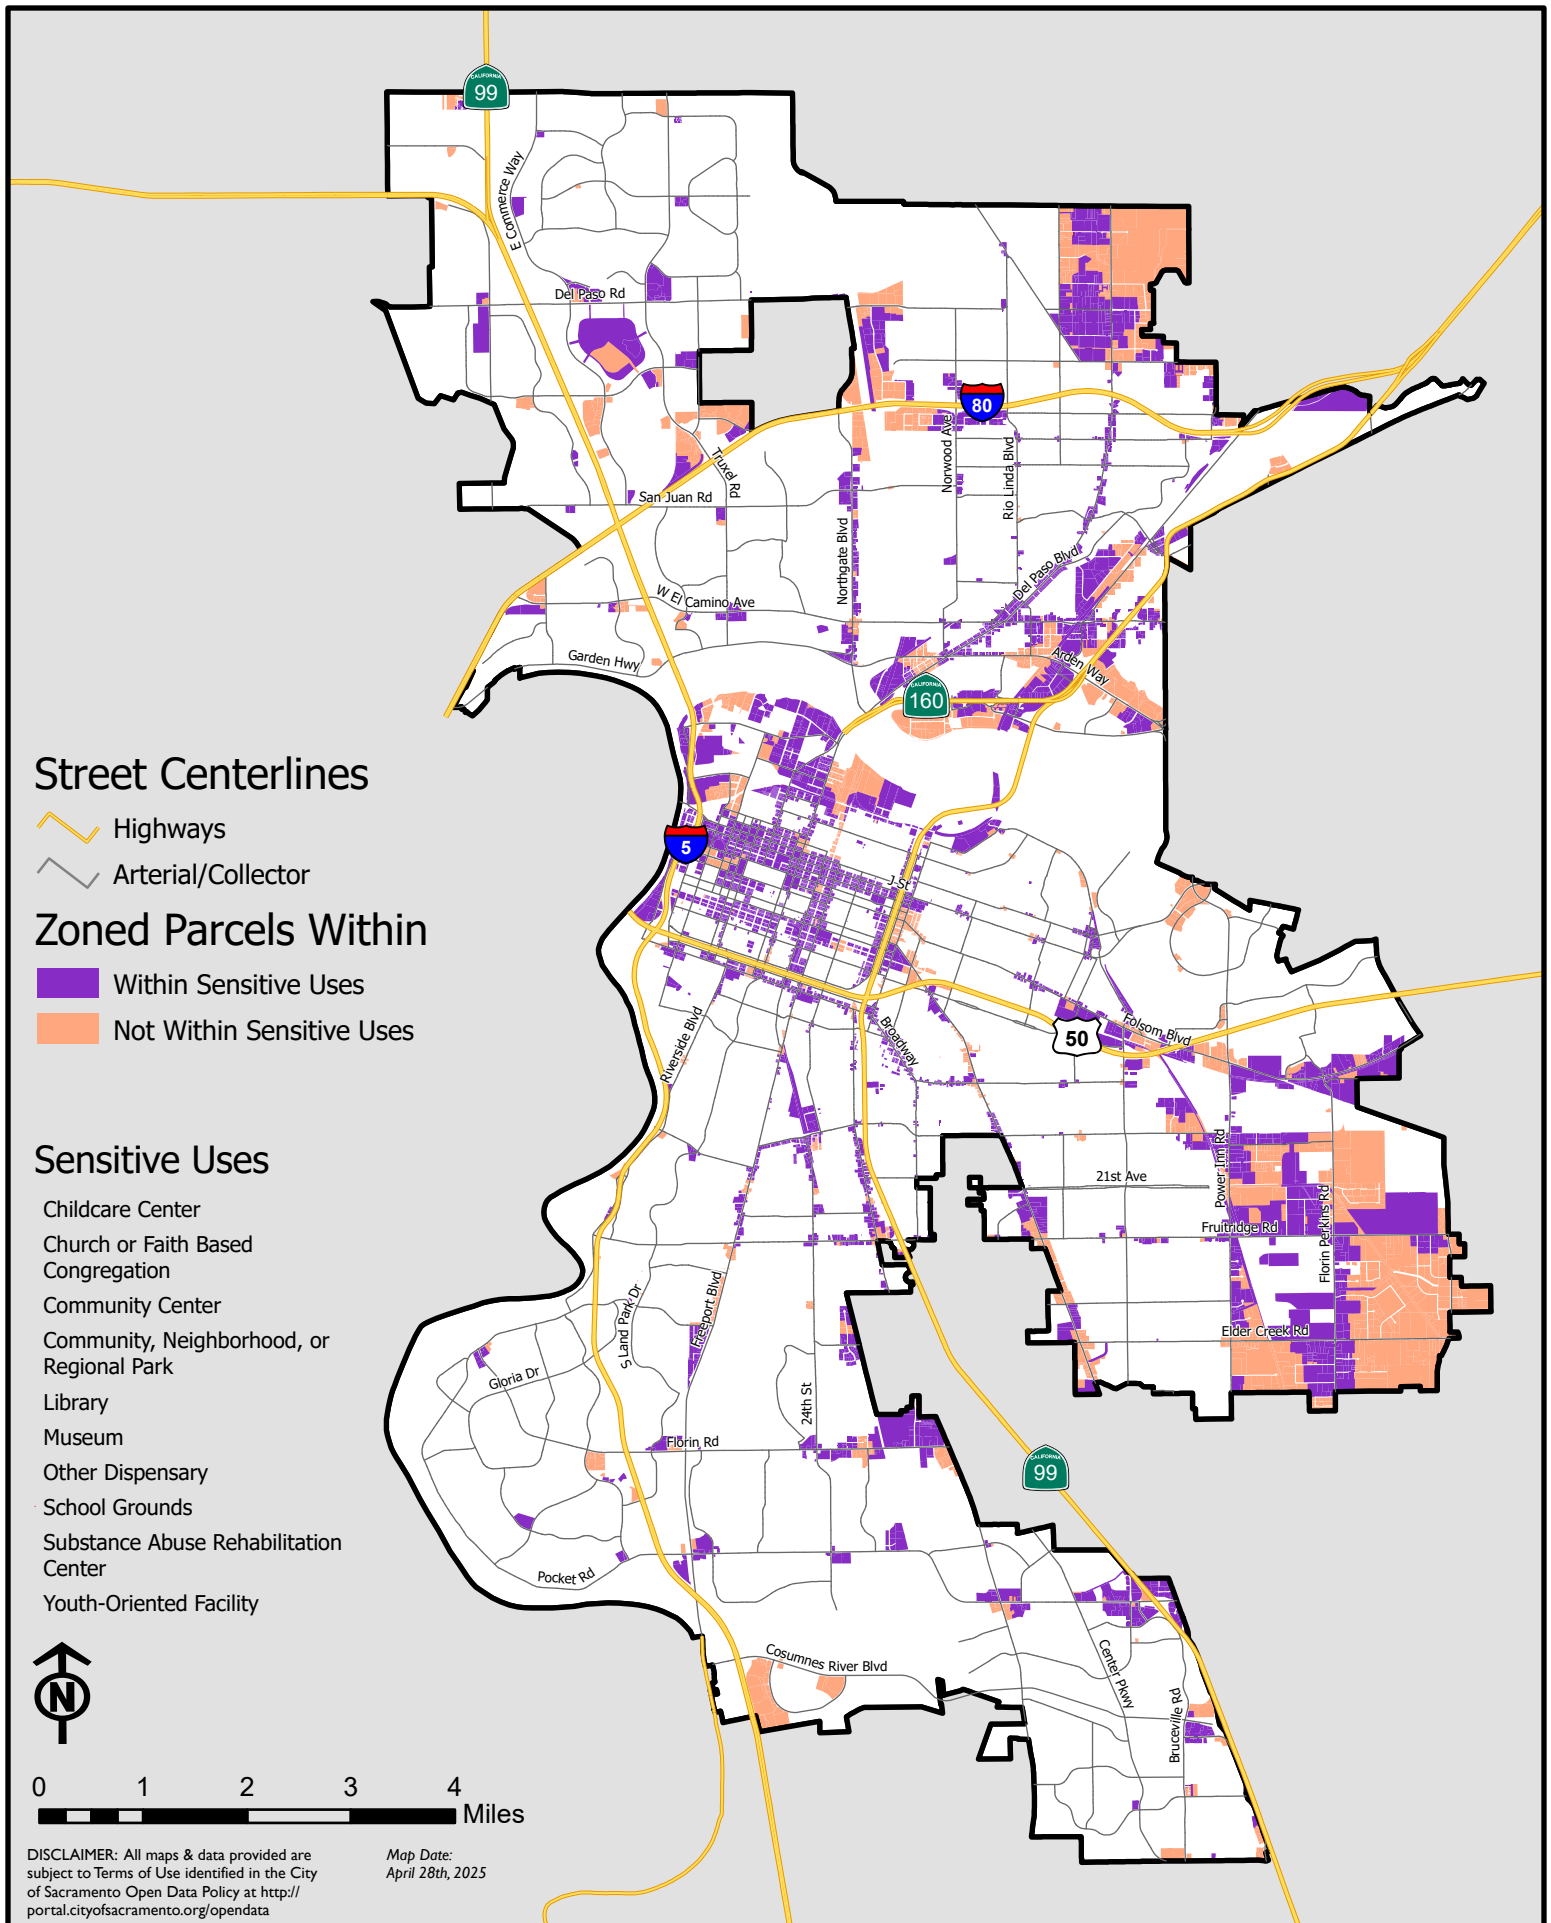 CALIFORNIA
99
E Commerce Way
Del Paso Rd
80
Truxel Rd
San Juan Rd
Norwood Ave
Rio Linda Blvd
Northgate Blvd
Del Paso Blvd
W El Camino Ave
Garden Hwy
Arden Way
CALIFORNIA
160
Street Centerlines
Highways
Arterial/Collector
Zoned Parcels Within
Within Sensitive Uses
Not Within Sensitive Uses
5
J St
Riverside Blvd
Broadway
50
Folsom Blvd
Sensitive Uses
Childcare Center
Church or Faith Based
Congregation
Community Center
Community, Neighborhood, or
Regional Park
Library
Museum
Other Dispensary
School Grounds
Substance Abuse Rehabilitation
Center
Youth-Oriented Facility
21st Ave
Power Inn Rd
Fruitridge Rd
Florin Perkins Rd
Elder Creek Rd
S Land Park Dr
Freeport Blvd
Gloria Dr
24th St
Florin Rd
CALIFORNIA
99
Pocket Rd
Cosumnes River Blvd
Center Pkwy
Bruceville Rd
N
0 1 2 3 4
Miles
DISCLAIMER: All maps & data provided are
subject to Terms of Use identified in the City
of Sacramento Open Data Policy at http://
portal.cityofsacramento.org/opendata
Map Date:
April 28th, 2025